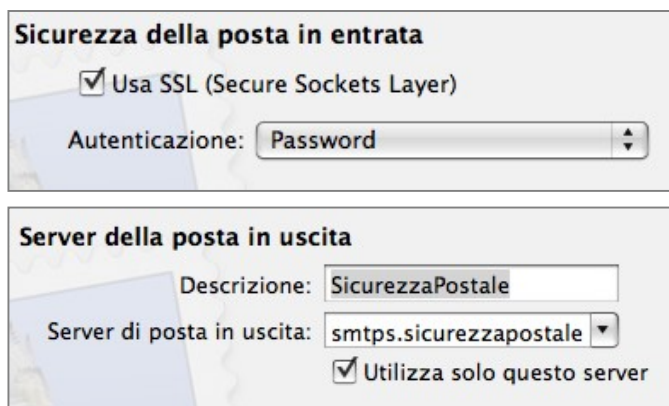 Sicurezza della posta in entrata
Usa SSL (Secure Sockets Layer)
Autenticazione: Password
Server della posta in uscita
Descrizione: SicurezzaPostale
Server di posta in uscita: smtps.sicurezzapostale
Utilizza solo questo server